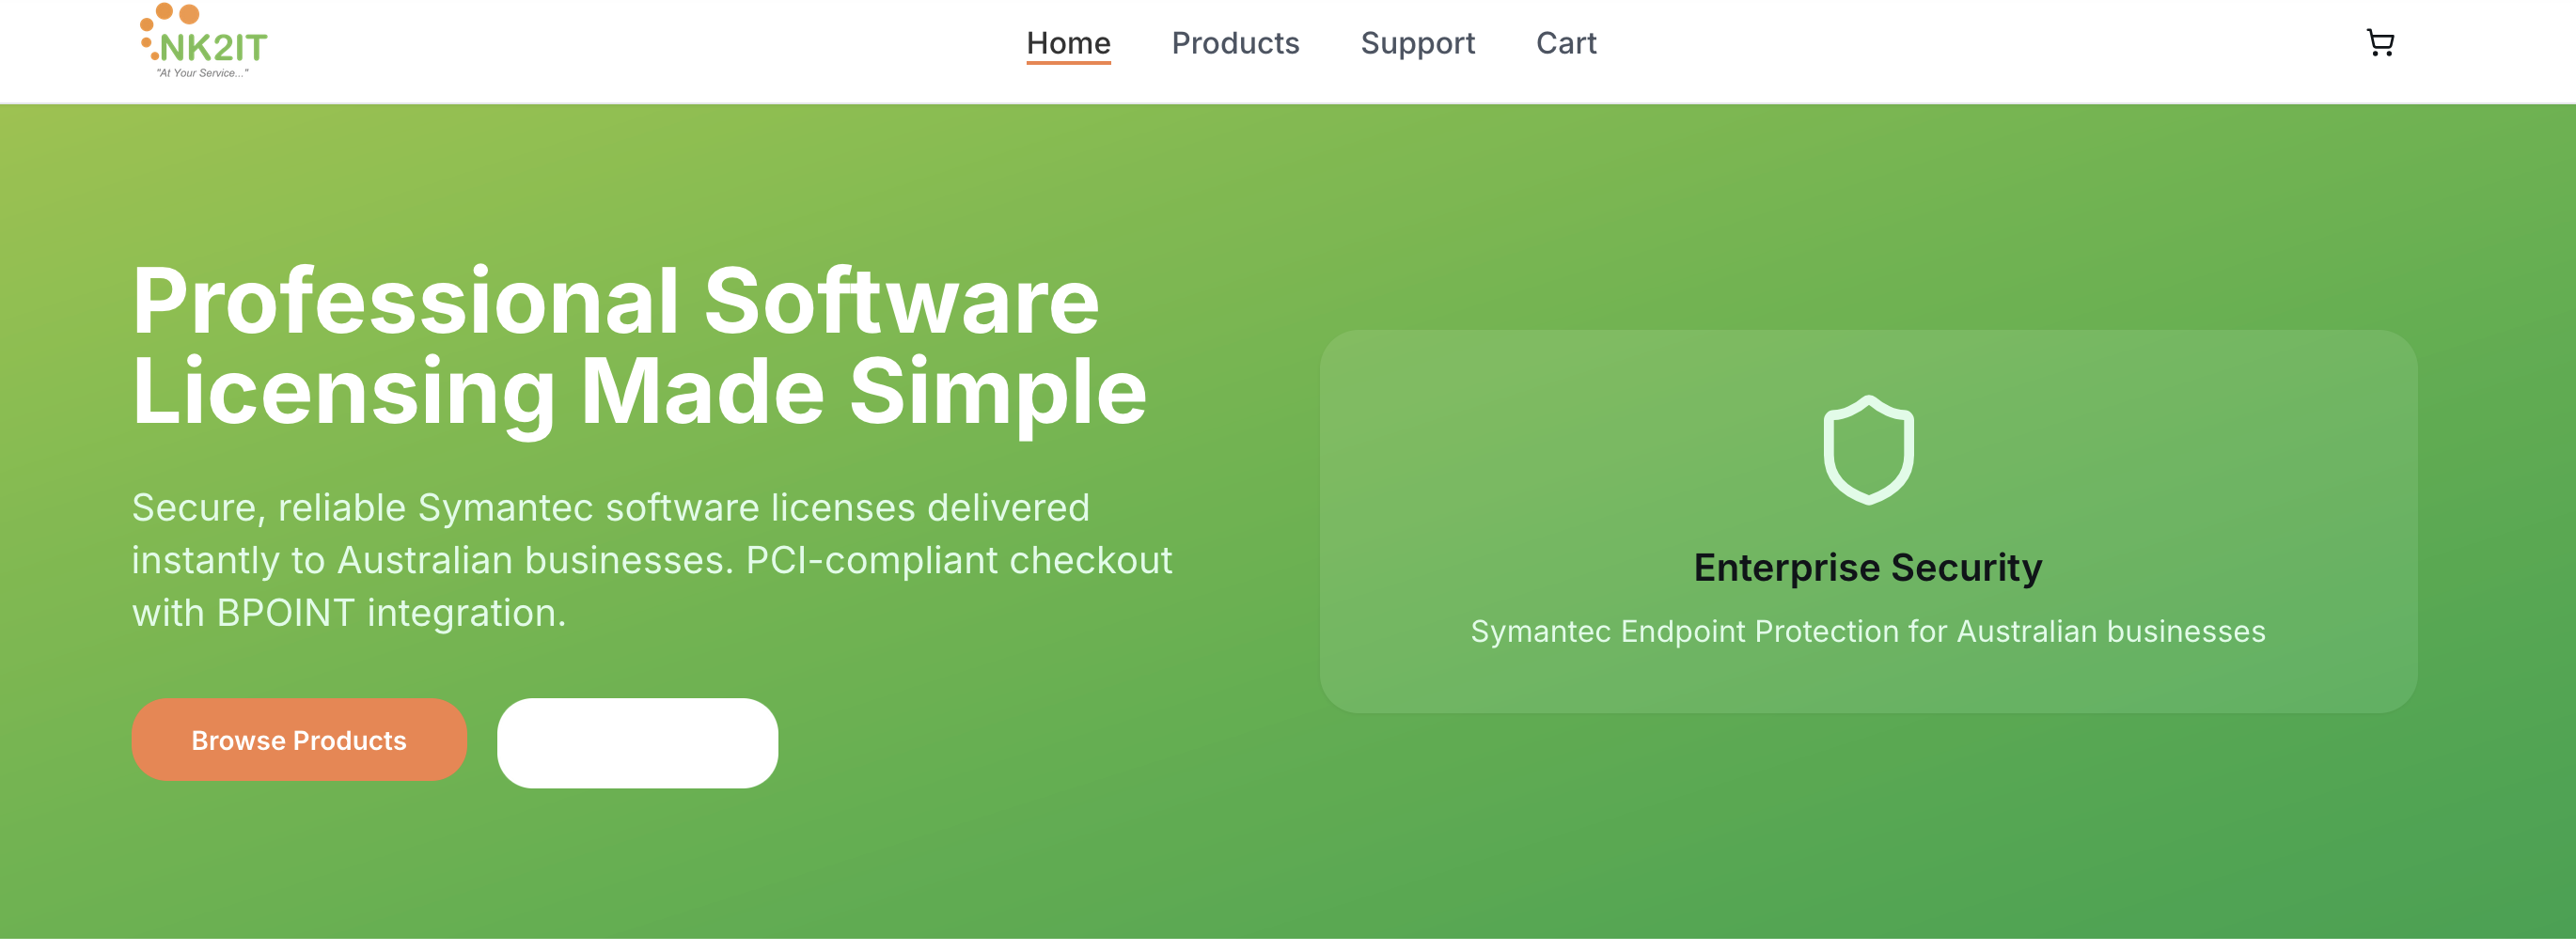 NK2IT
"At Your Service..."
Home
Products
Support
Cart
Professional Software
Licensing Made Simple
Secure, reliable Symantec software licenses delivered
instantly to Australian businesses. PCI-compliant checkout
with BPOINT integration.
Browse Products
Enterprise Security
Symantec Endpoint Protection for Australian businesses